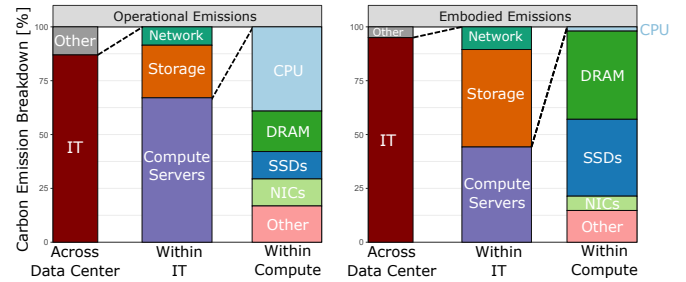 Carbon Emission Breakdown [%]
Operational Emissions
100
75
50
25
0
Other
IT
Network
Storage
Compute
Servers
CPU
DRAM
SSDs
NICs
Other
Across
Data Center
Within
IT
Within
Compute
Embodied Emissions
100
75
50
25
0
Other
IT
Network
Storage
Compute
Servers
CPU
DRAM
SSDs
NICs
Other
Across
Data Center
Within
IT
Within
Compute